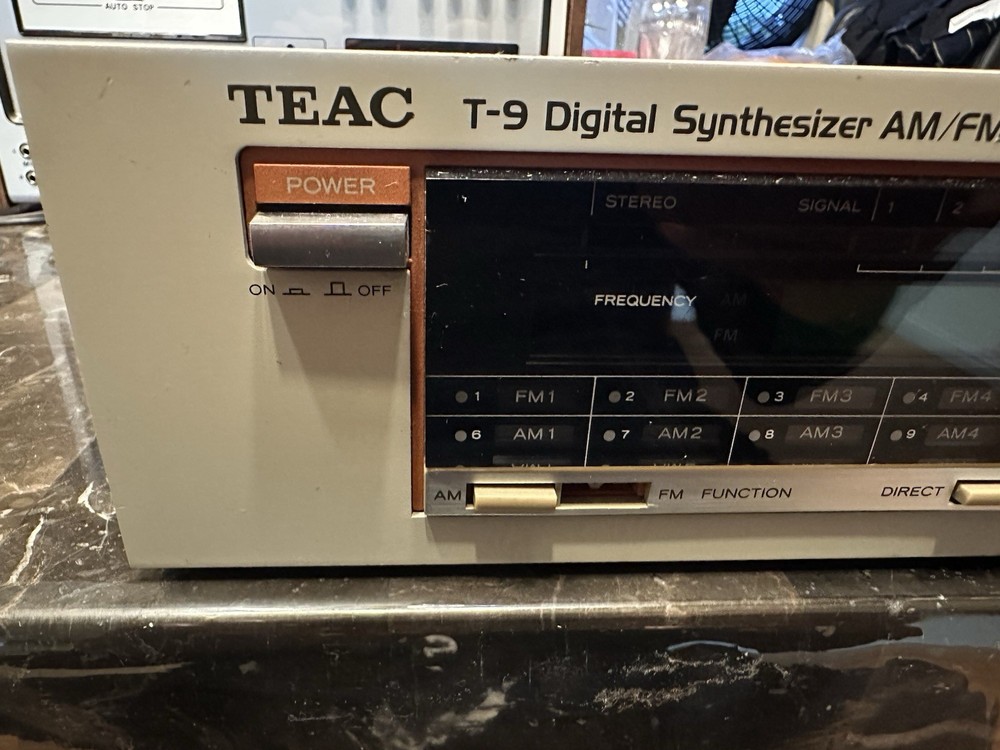 AUTO STOP
TEAC T-9 Digital Synthesizer AM/FM
POWER
STEREO SIGNAL 1 2
ON OFF
FREQUENCY AM
FM
1 FM1 2 FM2 3 FM3 4 FM4
6 AM1 7 AM2 8 AM3 9 AM4
AM FM FUNCTION DIRECT